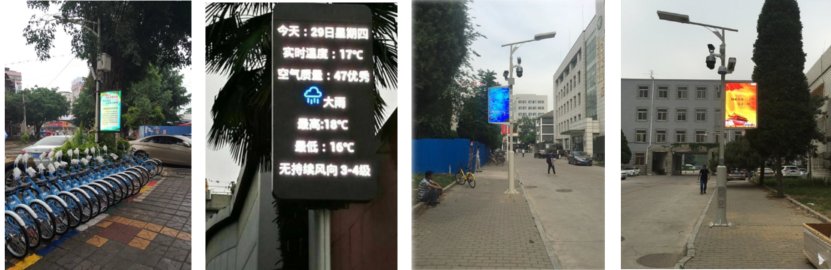 今天：29日星期四
实时温度：17℃
空气质量：47优秀
大雨
最高:18℃
最低：16℃
无持续风向 3-4级